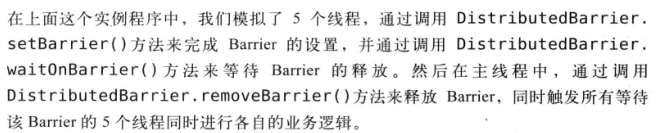 在上面这个实例程序中，我们模拟了 5 个线程，通过调用 DistributedBarrier.
setBarrier()方法来完成 Barrier 的设置，并通过调用 DistributedBarrier.
waitOnBarrier()方法来等待 Barrier 的释放。然后在主线程中，通过调用
DistributedBarrier.removeBarrier()方法来释放 Barrier，同时触发所有等待
该 Barrier 的 5 个线程同时进行各自的业务逻辑。